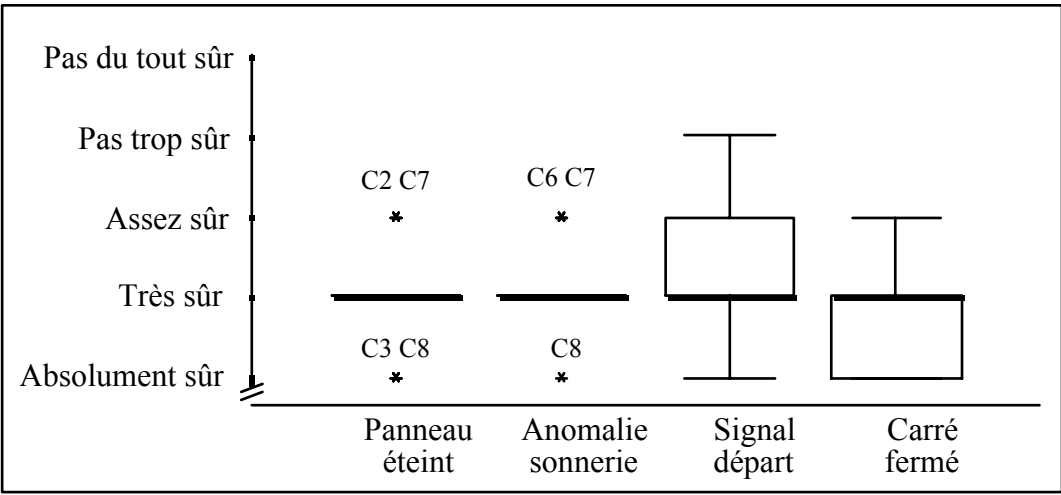 Pas du tout sûr
Pas trop sûr
C2 C7
C6 C7
Assez sûr
Très sûr
C3 C8
C8
Absolument sûr
Panneau
éteint
Anomalie
sonnerie
Signal
départ
Carré
fermé